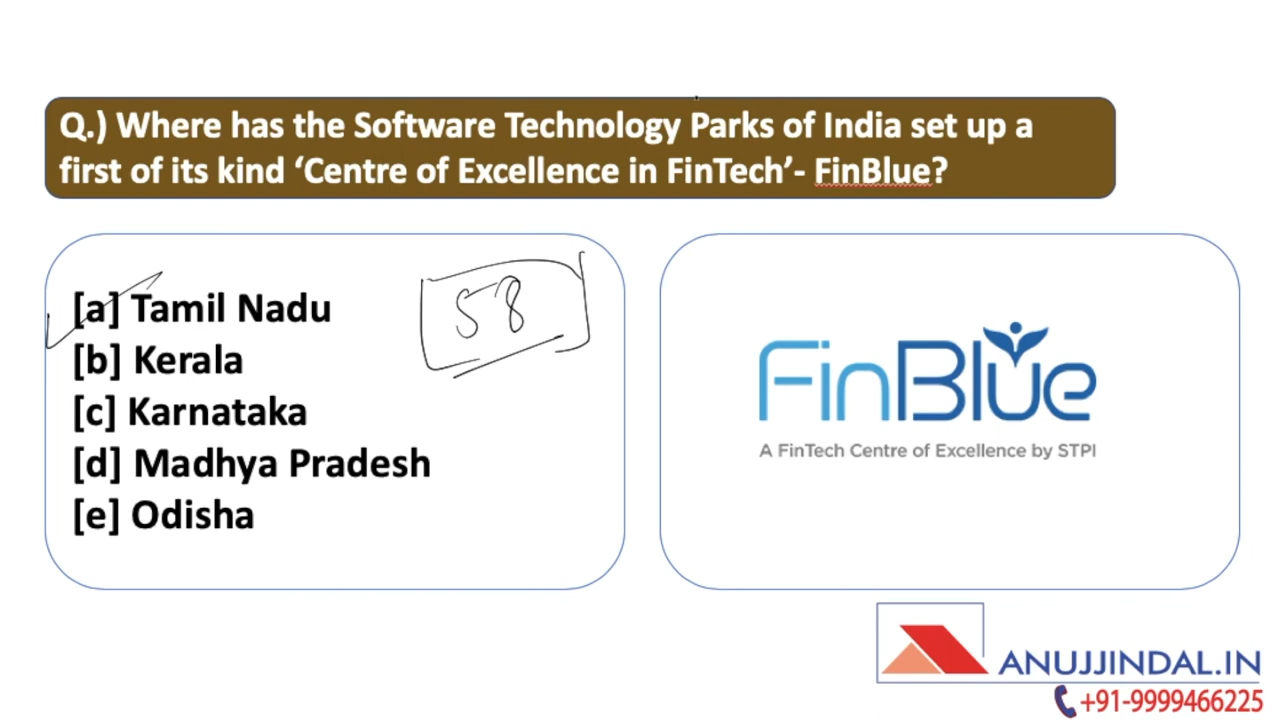 Q.) Where has the Software Technology Parks of India set up a
first of its kind ‘Centre of Excellence in FinTech’- FinBlue?
[a] Tamil Nadu
[b] Kerala
[c] Karnataka
[d] Madhya Pradesh
[e] Odisha
58
FinBlue
A FinTech Centre of Excellence by STPI
ANUJJINDAL.IN
+91-9999466225